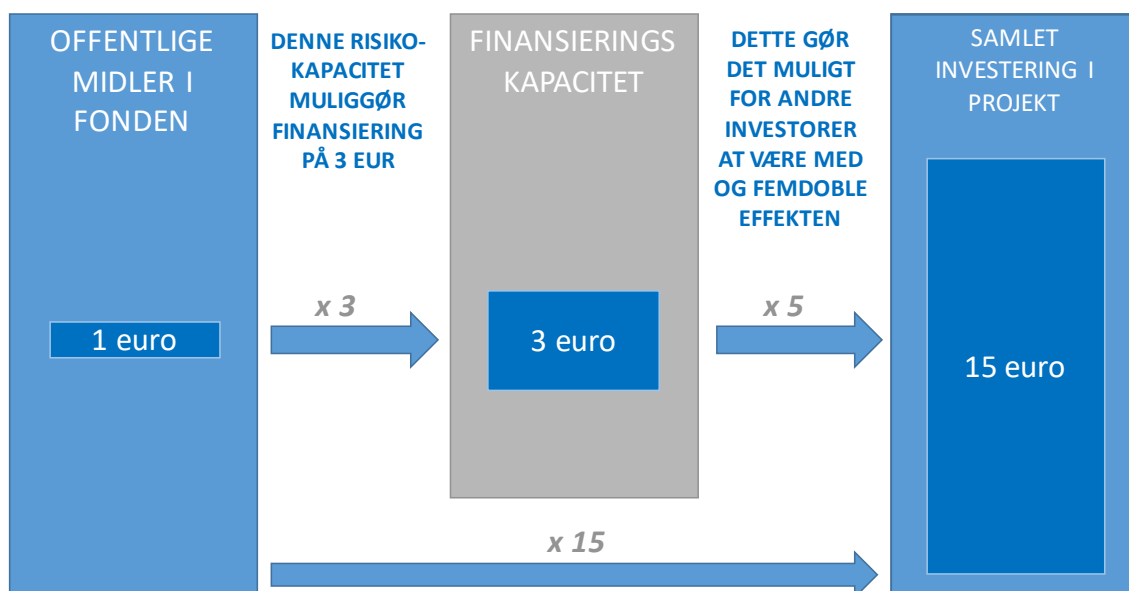 OFFENTLIGE
MIDLER I
FONDEN
1 euro
DENNE RISIKO-
KAPACITET
MULIGGØR
FINANSIERING
PÅ 3 EUR
x 3
FINANSIERINGS
KAPACITET
3 euro
DETTE GØR
DET MULIGT
FOR ANDRE
INVESTORER
AT VÆRE MED
OG FEMDOBLE
EFFEKTEN
x 5
SAMLET
INVESTERING I
PROJEKT
15 euro
x 15